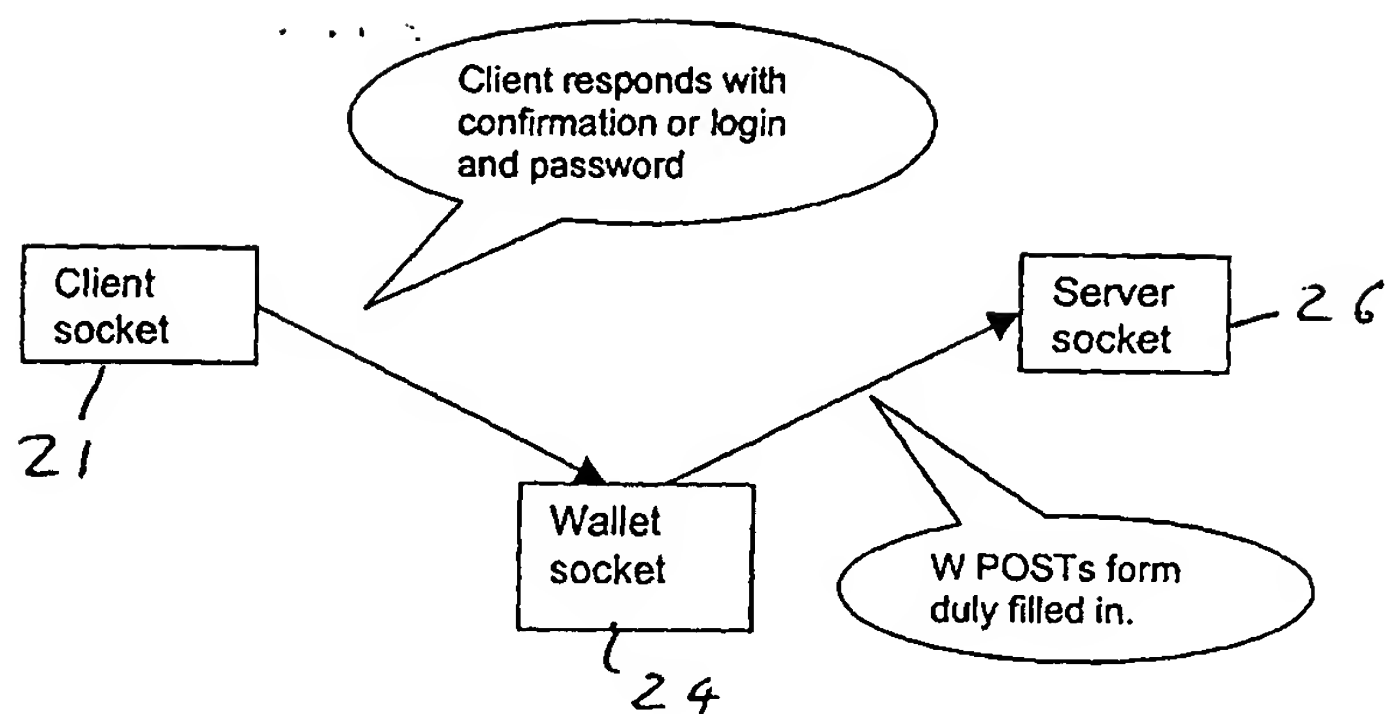 Client responds with
confirmation or login
and password
Client
socket
Server
socket
26
21
Wallet
socket
W POSTs form
duly filled in.
24